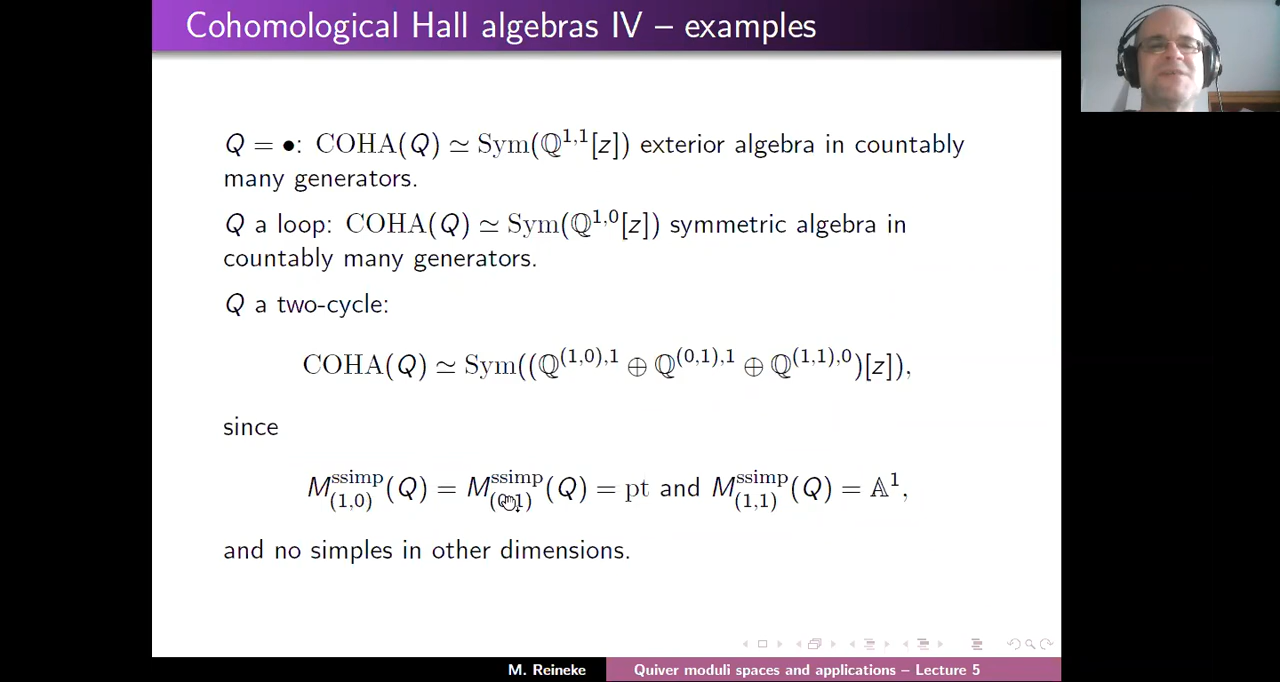 Cohomological Hall algebras IV – examples
Q = •: COHA(Q) ≃ Sym(ℚ^{1,1}[z]) exterior algebra in countably
many generators.
Q a loop: COHA(Q) ≃ Sym(ℚ^{1,0}[z]) symmetric algebra in
countably many generators.
Q a two-cycle:
COHA(Q) ≃ Sym((ℚ^{(1,0),1} ⊕ ℚ^{(0,1),1} ⊕ ℚ^{(1,1),0})[z]),
since
M^{ssimp}_{(1,0)}(Q) = M^{ssimp}_{(0,1)}(Q) = pt and M^{ssimp}_{(1,1)}(Q) = 𝔸^1,
and no simples in other dimensions.
M. Reineke Quiver moduli spaces and applications – Lecture 5